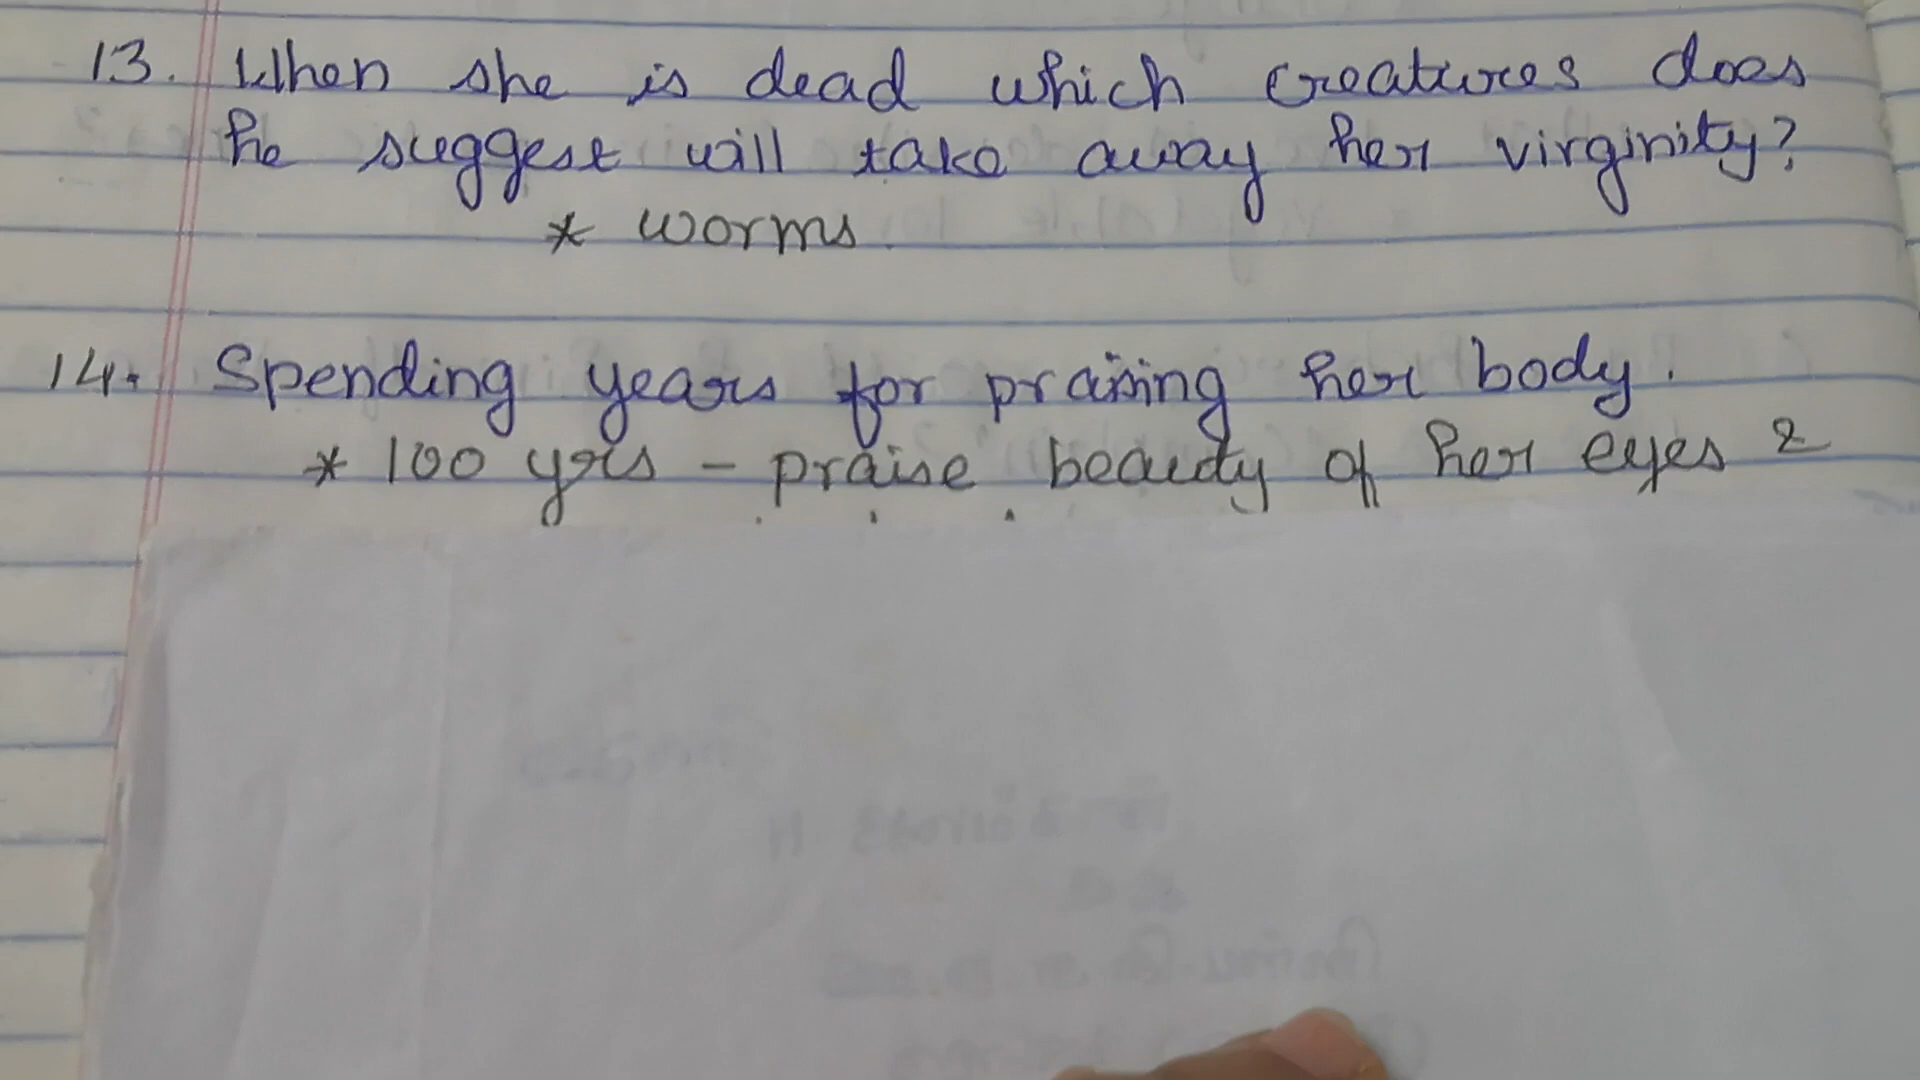 13. When she is dead which creatures does
he suggest will take away her virginity?
* worms.
14. Spending years for praising her body.
* 100 yrs - praise beauty of her eyes &